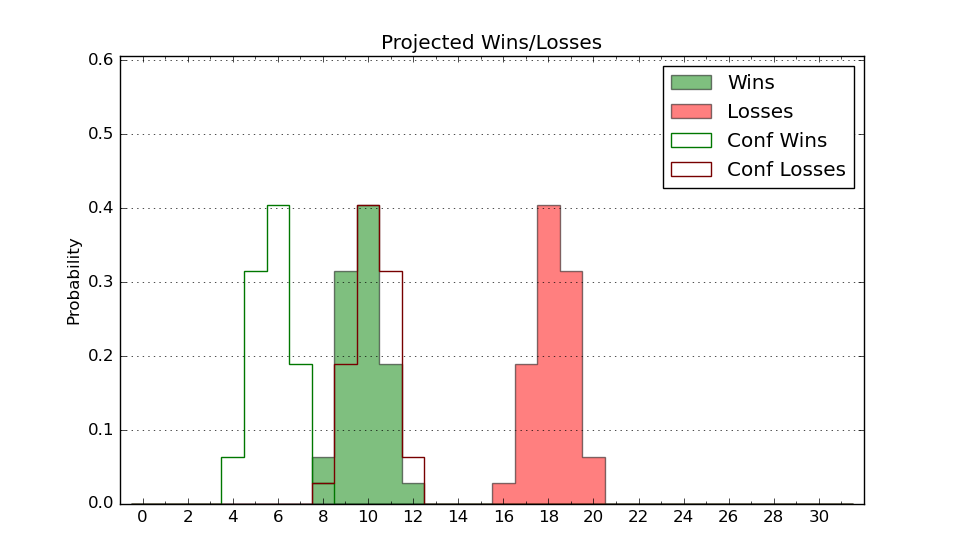 Projected Wins/Losses
0.6
0.5
0.4
0.3
0.2
0.1
0.0
Probability
Wins
Losses
Conf Wins
Conf Losses
0 2 4 6 8 10 12 14 16 18 20 22 24 26 28 30